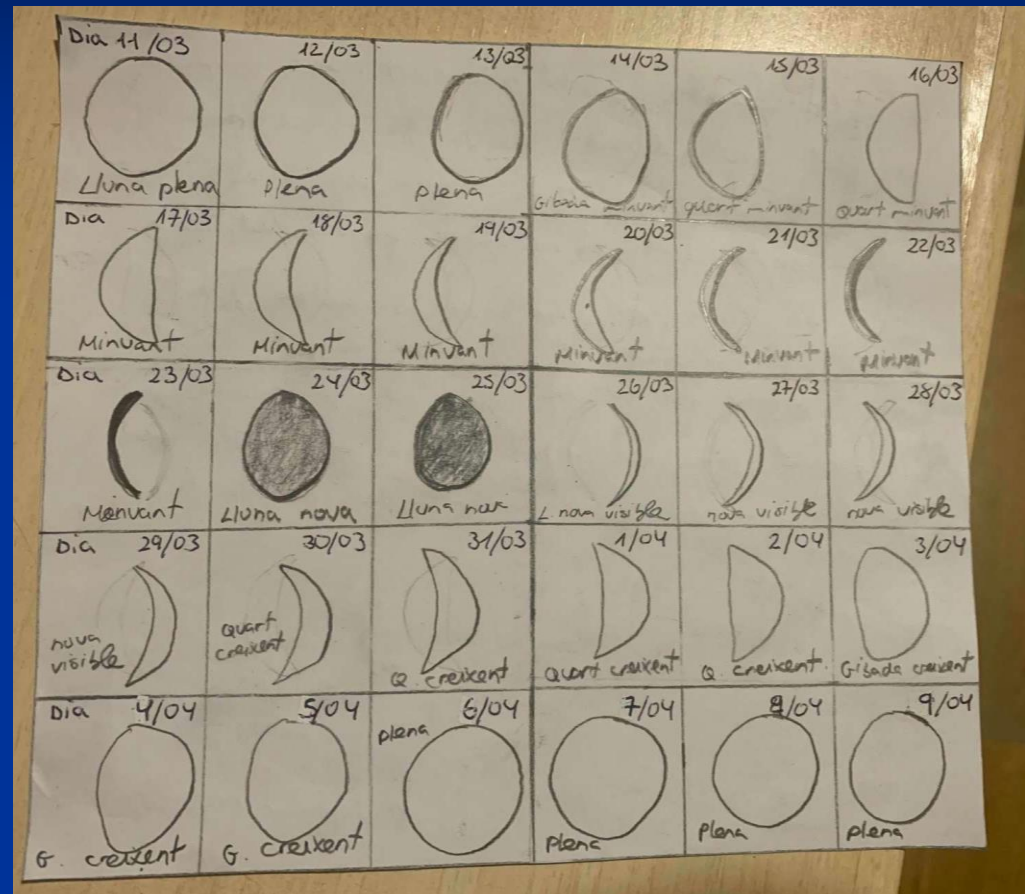 Dia 11/03
12/03
13/03
14/03
15/03
16/03
Lluna plena
Plena
plena
Gibada minvant
quart minvant
Quart minvant
Dia 17/03
18/03
19/03
20/03
21/03
22/03
Minvant
Minvant
Minvant
Minvant
Minvant
Minvant
Dia 23/03
24/03
25/03
26/03
27/03
28/03
Monvant
Lluna nova
Lluna nova
L. nova visible
nova visible
nova visible
Dia 29/03
30/03
31/03
1/04
2/04
3/04
nova
visible
Quart
creixent
Q. creixent
Quart creixent
Q. creixent.
Gibada creixent
Dia 4/04
5/04
6/04
7/04
8/04
9/04
G. creixent
G. creixent
plena
Plena
Plena
Plena